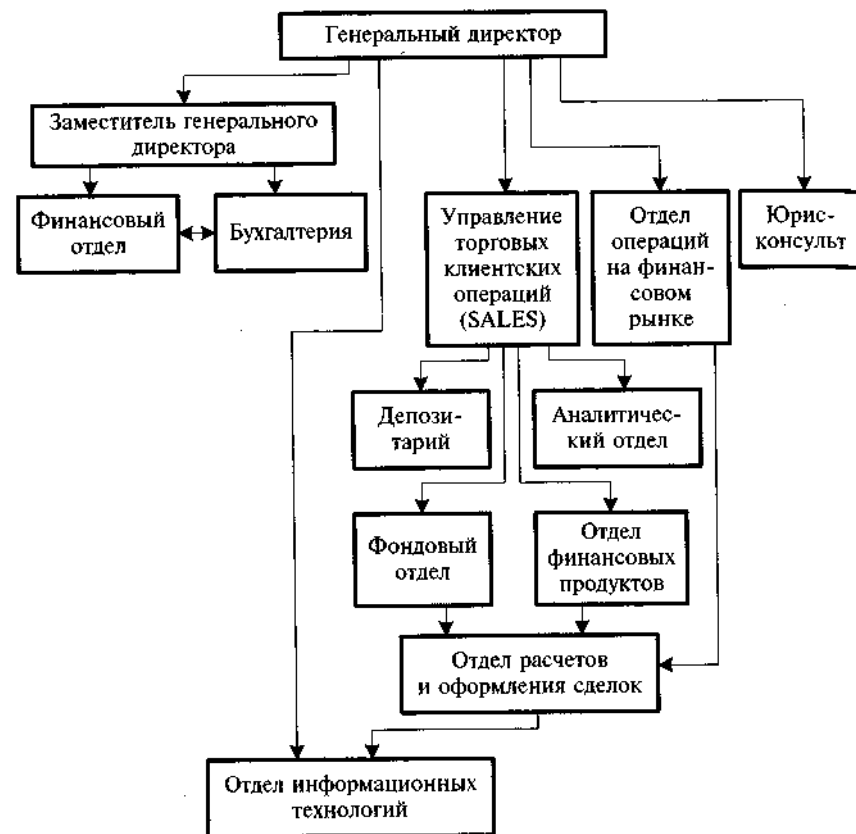 Генеральный директор
Заместитель генерального
директора
Финансовый
отдел
Бухгалтерия
Управление
торговых
клиентских
операций
(SALES)
Отдел
операций
на финан-
совом
рынке
Юрис-
консульт
Депози-
тарий
Аналитичес-
кий отдел
Фондовый
отдел
Отдел
финансовых
продуктов
Отдел расчетов
и оформления сделок
Отдел информационных
технологий